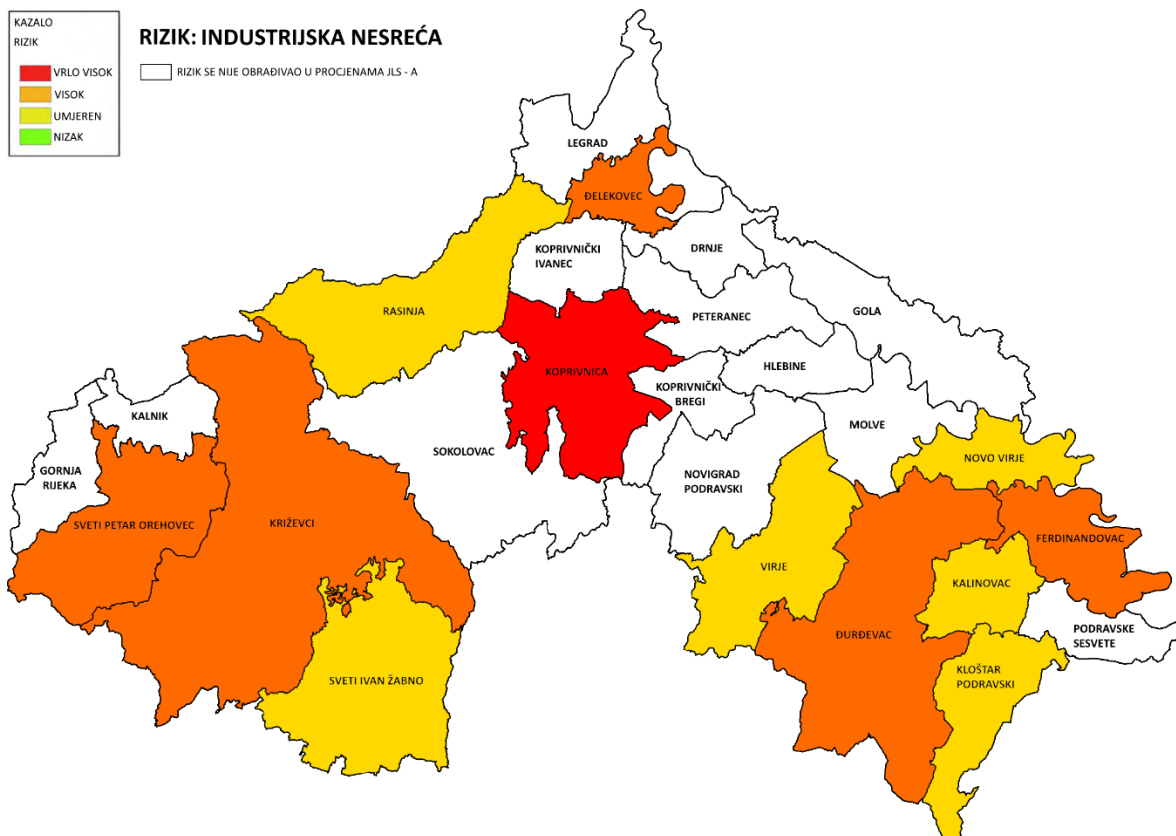 KAZALO
RIZIK
VRLO VISOK
VISOK
UMJEREN
NIZAK
RIZIK: INDUSTRIJSKA NESREĆA
RIZIK SE NIJE OBRAĐIVAO U PROCJENAMA JLS - A
LEGRAD
ĐELEKOVEC
KOPRIVNIČKI
IVANEC
DRNJE
RASINJA
PETERANEC
GOLA
KOPRIVNICA
HLEBINE
KOPRIVNIČKI
BREGI
KALNIK
MOLVE
SOKOLOVAC
NOVO VIRJE
GORNJA
RIJEKA
NOVIGRAD
PODRAVSKI
SVETI PETAR OREHOVEC
KRIŽEVCI
FERDINANDOVAC
VIRJE
KALINOVAC
PODRAVSKE
SESVETE
ĐURĐEVAC
KLOŠTAR
PODRAVSKI
SVETI IVAN ŽABNO